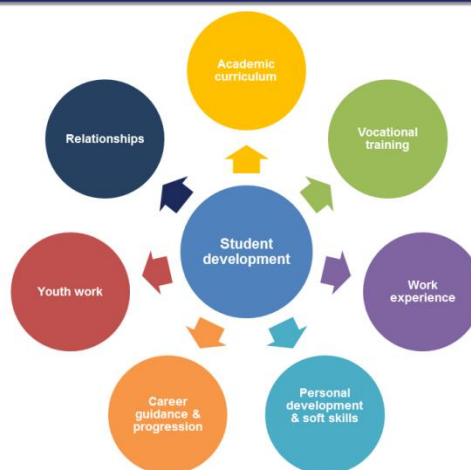 Academic
curriculum
Vocational
training
Work
experience
Personal
development
& soft skills
Career
guidance &
progression
Youth work
Relationships
Student
development